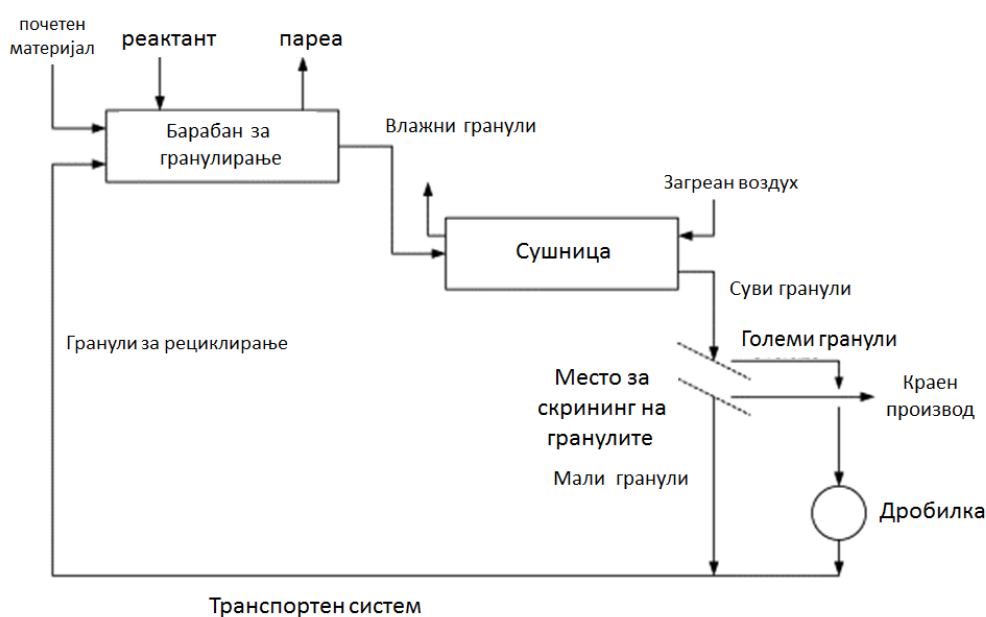 почетен
материјал
реактант
пареа
Барабан за
гранулирање
Влажни гранули
Загреан воздух
Сушница
Суви гранули
Гранули за рециклирање
Големи гранули
Место за
скрининг на
гранулите
Краен
производ
Мали гранули
Дробилка
Транспортен систем